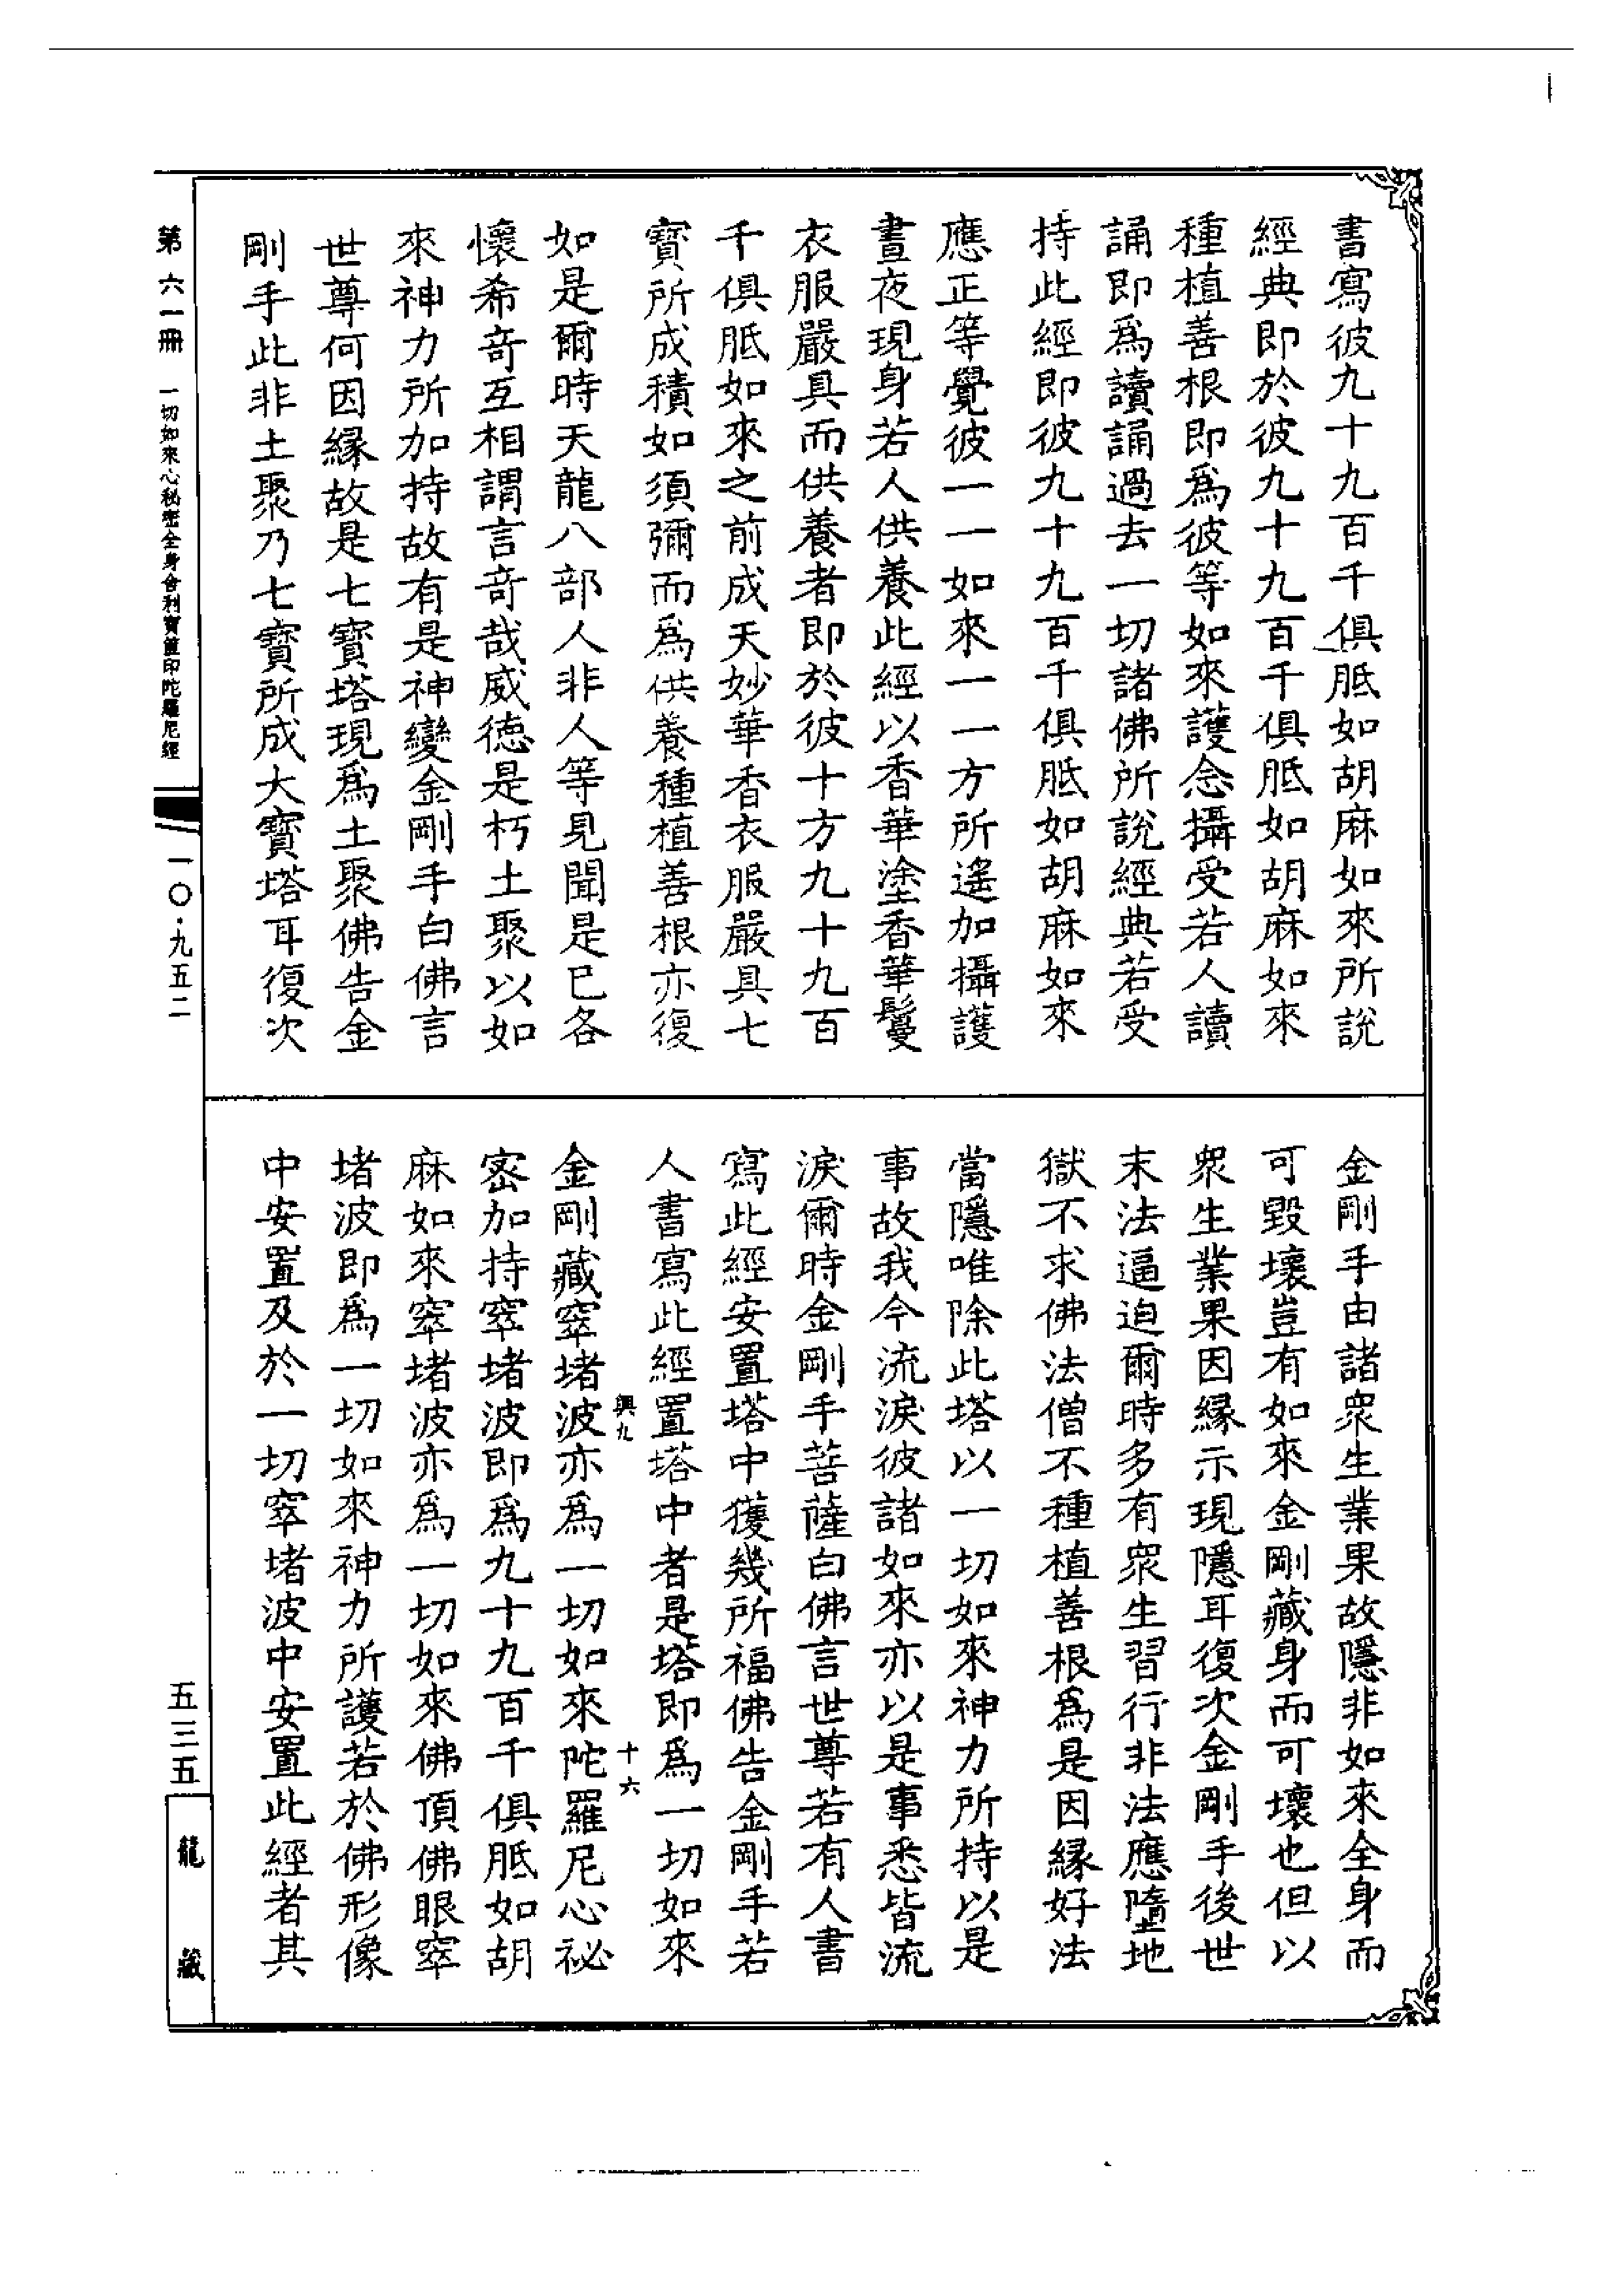 書寫彼九十九百千俱胝如胡麻如來所說
經典即於彼九十九百千俱胝如胡麻如來
種植善根即為彼等如來護念攝受若人讀
誦即為讀誦過去一切諸佛所說經典若受
持此經即彼九十九百千俱胝如胡麻如來
應正等覺彼一一如來一一方所遙加攝護
晝夜現身若人供養此經以香華塗香華鬘
衣服嚴具而供養者即於彼十方九十九百
千俱胝如來之前成天妙華香衣服嚴具七
寶所成積如須彌而為供養種植善根亦復
如是爾時天龍八部人非人等見聞是已各
懷希奇互相謂言奇哉威德是朽土聚以如
來神力所加持故有是神變金剛手白佛言
世尊何因緣故是七寶塔現為土聚佛告金
剛手此非土聚乃七寶所成大寶塔耳復次
金剛手由諸眾生業果故隱非如來全身而
可毀壞豈有如來金剛藏身而可壞也但以
眾生業果因緣示現隱耳復次金剛手後世
末法逼迫爾時多有眾生習行非法應墮地
獄不求佛法僧不種植善根為是因緣好法
當隱唯除此塔以一切如來神力所持以是
事故我今流淚彼諸如來亦以是事悉皆流
淚爾時金剛手菩薩白佛言世尊若有人書
寫此經安置塔中獲幾所福佛告金剛手若
人書寫此經置塔中者是塔即為一切如來
興九 十六
金剛藏窣堵波亦為一切如來陀羅尼心祕
密加持窣堵波即為九十九百千俱胝如胡
麻如來窣堵波亦為一切如來佛頂佛眼窣
堵波即為一切如來神力所護若於佛形像
中安置及於一切窣堵波中安置此經者其
第六一冊 一切如來心秘密全身舍利寶篋印陀羅尼經
一〇·九五二
五三五
龍藏